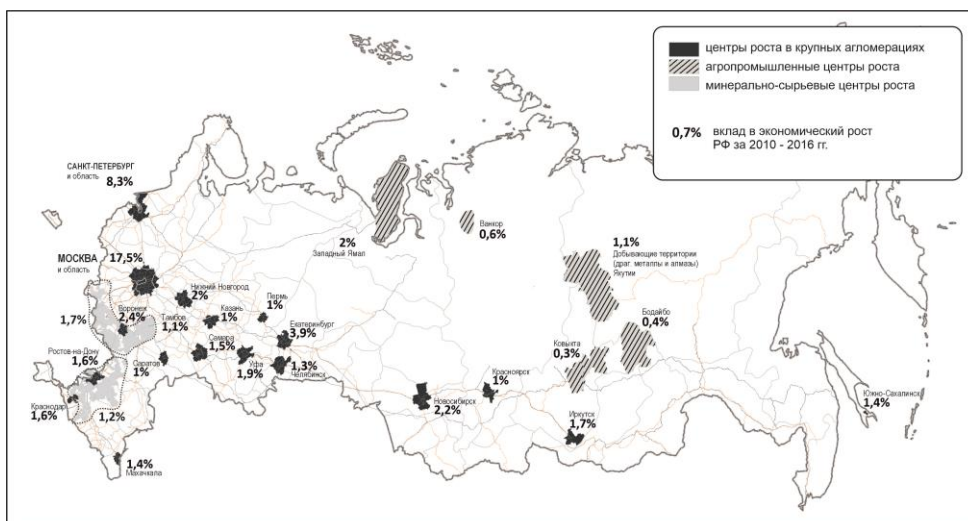 центры роста в крупных агломерациях
агропромышленные центры роста
минерально-сырьевые центры роста
0,7% вклад в экономический рост
РФ за 2010 - 2016 гг.
САНКТ-ПЕТЕРБУРГ
и область
8,3%
МОСКВА
и область
17,5%
Нижний Новгород
2%
Казань
1%
Пермь
1%
Екатеринбург
3,9%
Воронеж
2,4%
Тамбов
1,1%
1,7%
Самара
1,5%
Уфа
1,9%
1,3%
Челябинск
Ростов-на-Дону
1,6%
Саратов
1%
Краснодар
1,6%
1,2%
1,4%
Махачкала
2%
Западный Ямал
Ванкор
0,6%
1,1%
Добывающие территории
(драг. металлы и алмазы)
Якутии
Бодайбо
0,4%
Ковыкта
0,3%
Красноярск
1%
Новосибирск
2,2%
Иркутск
1,7%
Южно-Сахалинск
1,4%